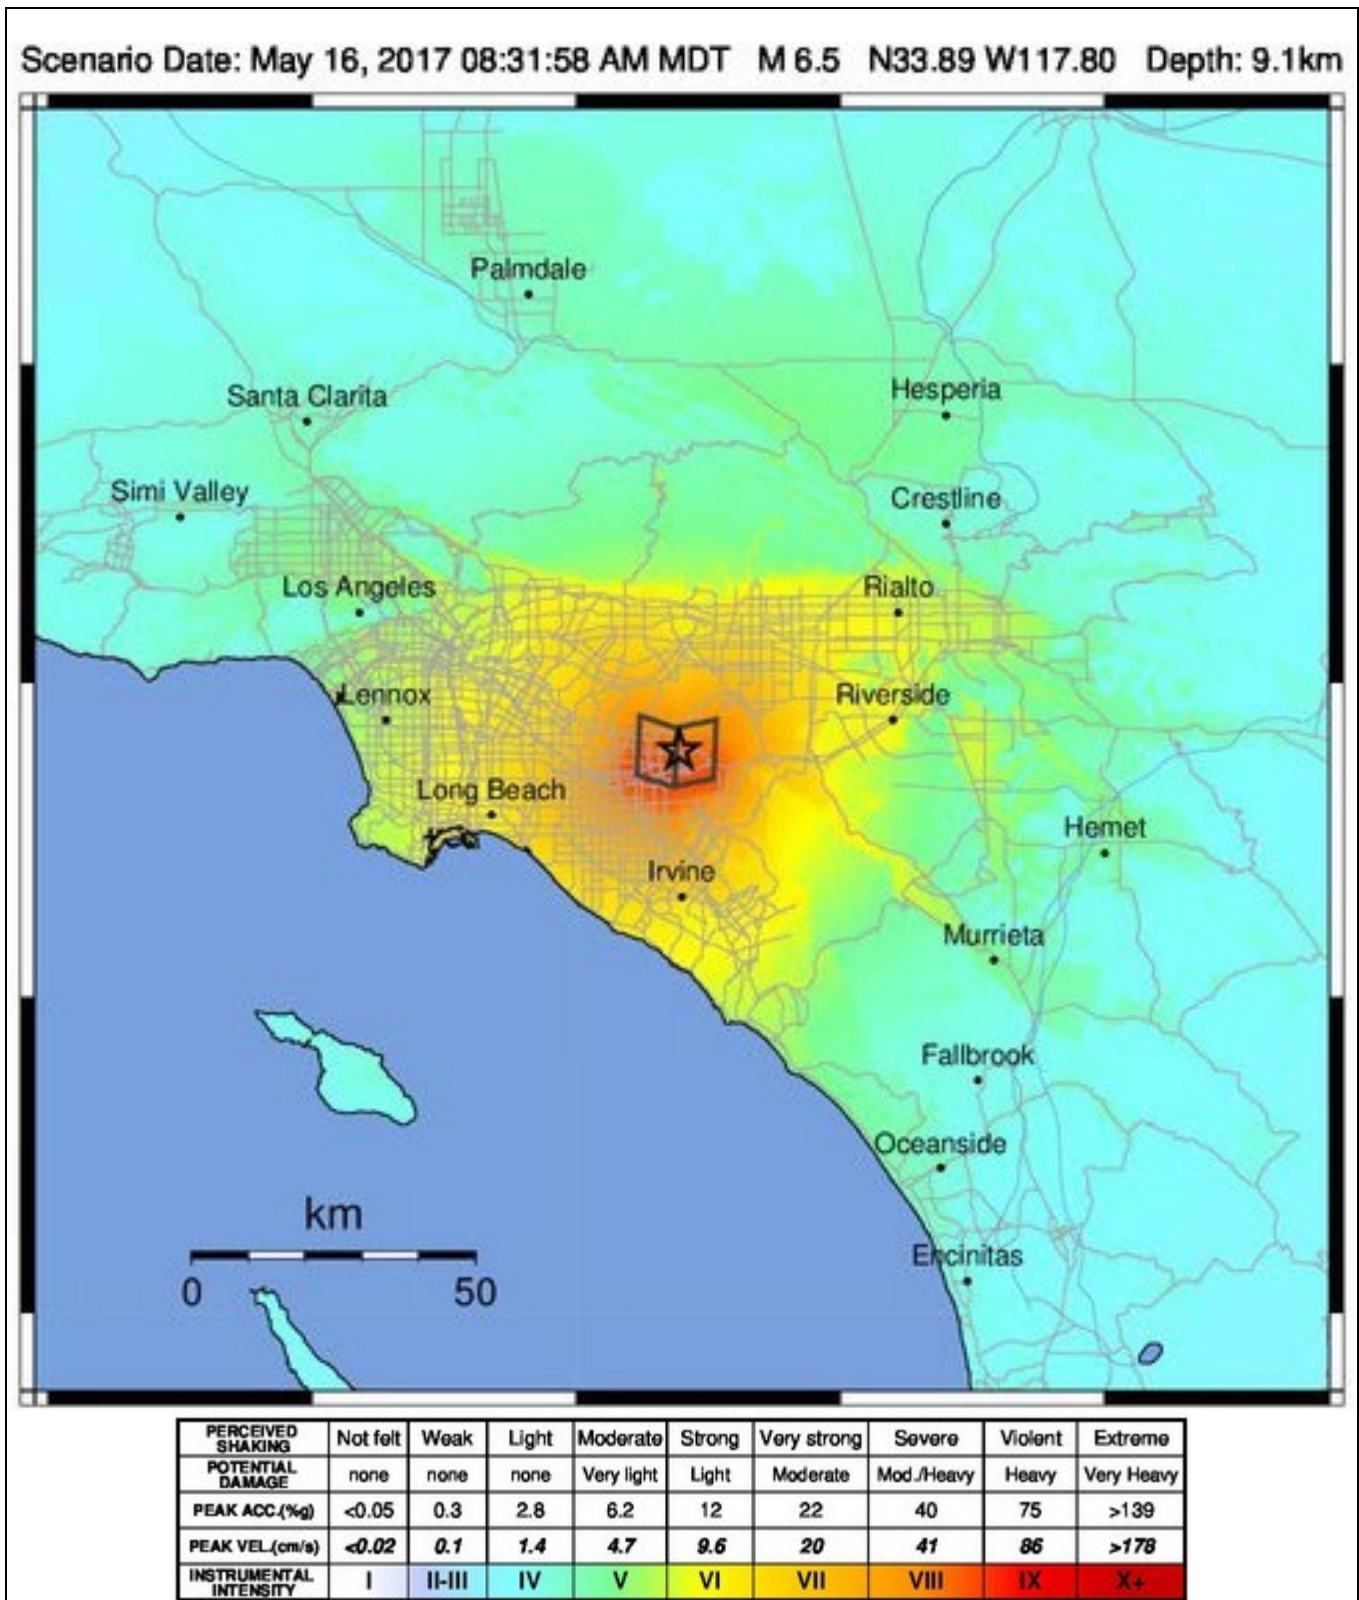 Scenario Date: May 16, 2017 08:31:58 AM MDT M 6.5 N33.89 W117.80 Depth: 9.1km
Palmdale
Santa Clarita
Hesperia
Simi Valley
Crestline
Los Angeles
Rialto
Lennox
Riverside
Long Beach
Hemet
Irvine
Murrieta
Fallbrook
Oceanside
km
Encinitas
0 50
PERCEIVED SHAKING Not felt Weak Light Moderate Strong Very strong Severe Violent Extreme
POTENTIAL DAMAGE none none none Very light Light Moderate Mod./Heavy Heavy Very Heavy
PEAK ACC.(%g) <0.05 0.3 2.8 6.2 12 22 40 75 >139
PEAK VEL.(cm/s) <0.02 0.1 1.4 4.7 9.6 20 41 86 >178
INSTRUMENTAL INTENSITY I II-III IV V VI VII VIII IX X+